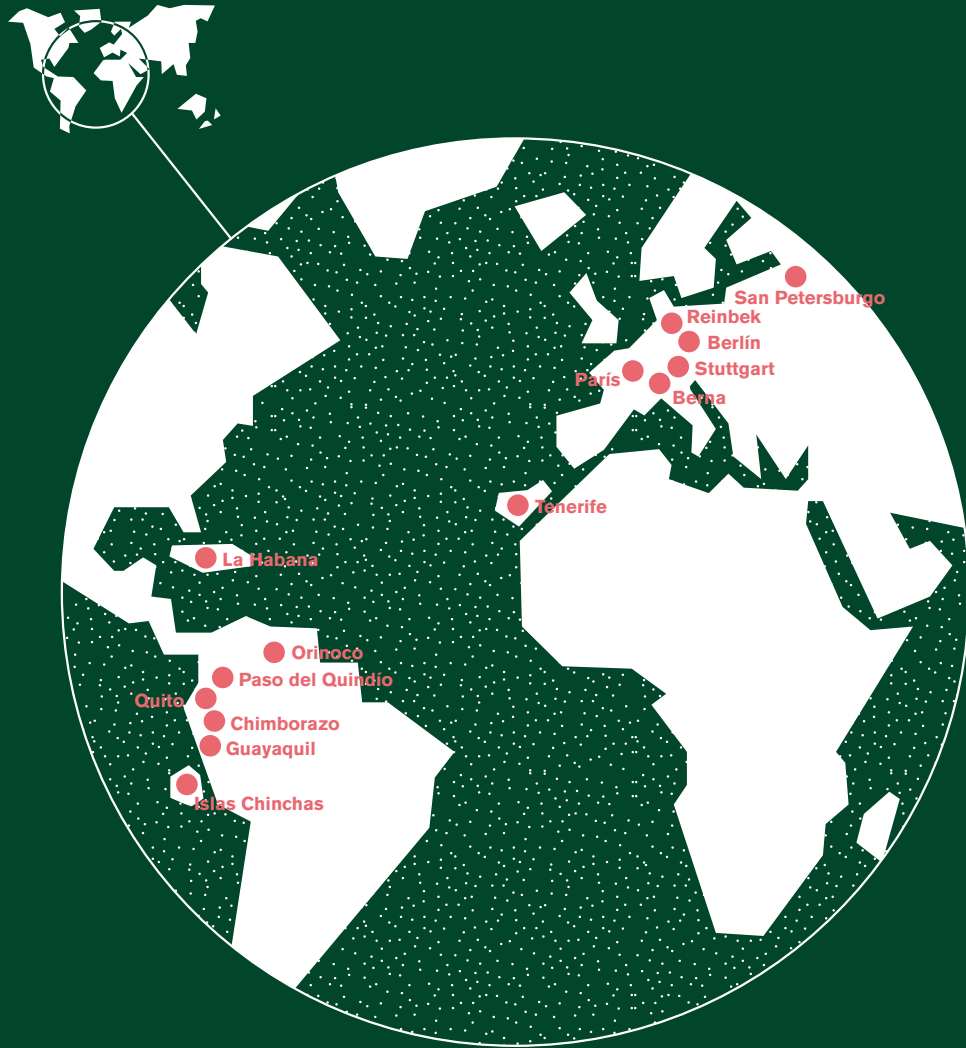 San Petersburgo
Reinbek
Berlín
Stuttgart
París
Berna
Tenerife
La Habana
Orinoco
Paso del Quindío
Quito
Chimborazo
Guayaquil
Islas Chinchas